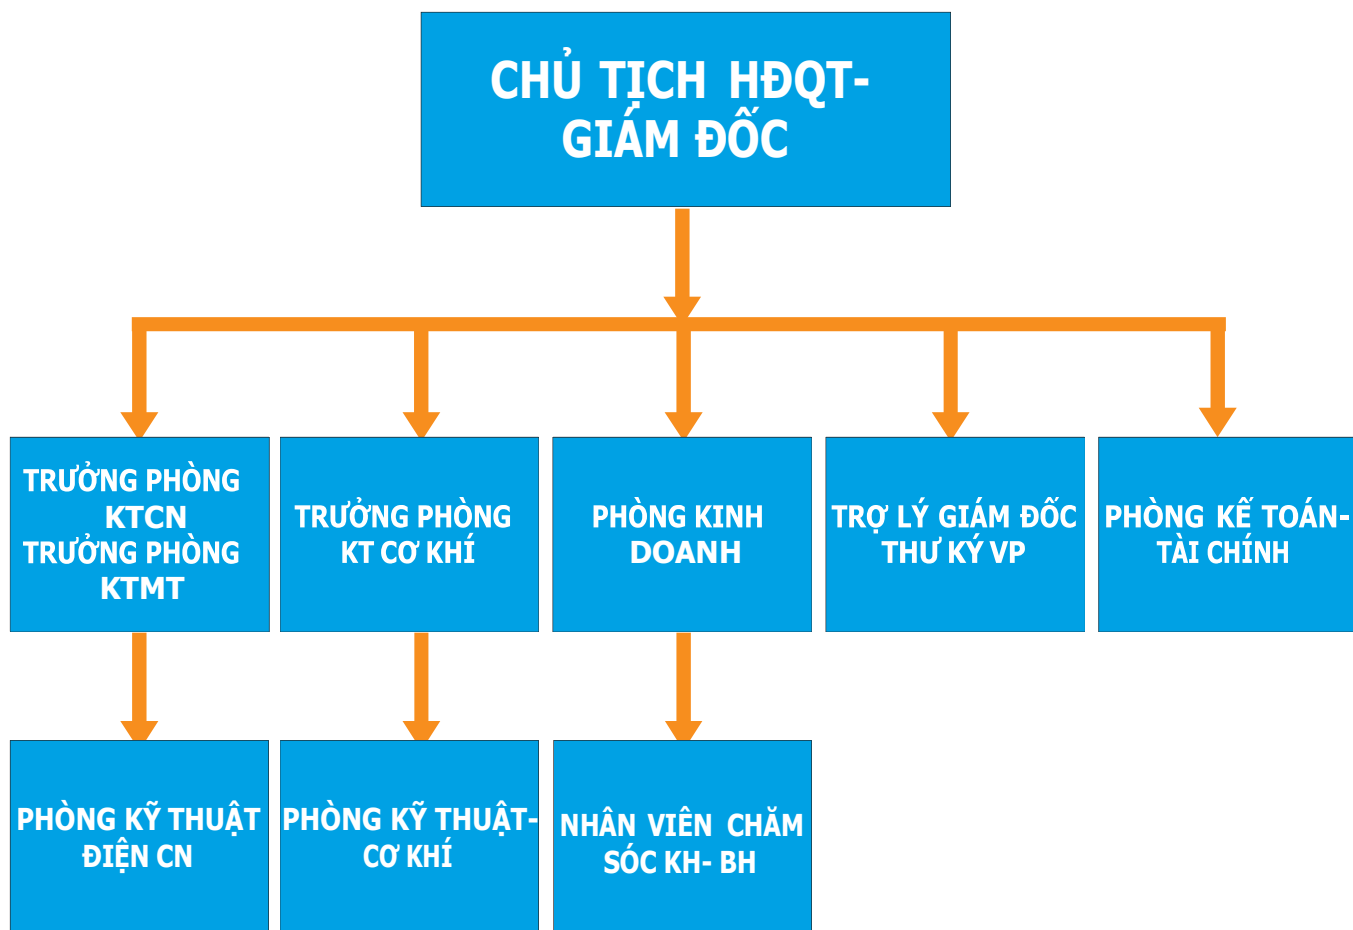 CHỦ TỊCH HĐQT-
GIÁM ĐỐC
TRƯỞNG PHÒNG
KTCN
TRƯỞNG PHÒNG
KTMT
TRƯỞNG PHÒNG
KT CƠ KHÍ
PHÒNG KINH
DOANH
TRỢ LÝ GIÁM ĐỐC
THƯ KÝ VP
PHÒNG KẾ TOÁN-
TÀI CHÍNH
PHÒNG KỸ THUẬT
ĐIỆN CN
PHÒNG KỸ THUẬT-
CƠ KHÍ
NHÂN VIÊN CHĂM
SÓC KH- BH